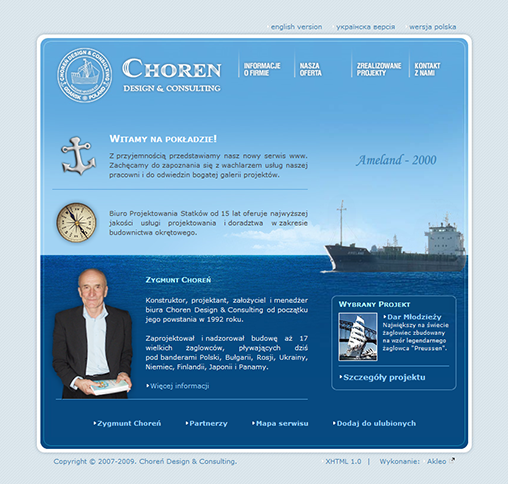 english version українска версія wersja polska
CHOREN DESIGN & CONSULTING
GDAŃSK POLAND
CHOREN
DESIGN & CONSULTING
INFORMACJE
O FIRMIE
NASZA
OFERTA
ZREALIZOWANE
PROJEKTY
KONTAKT
Z NAMI
WITAMY NA POKŁADZIE!
Z przyjemnością przedstawiamy nasz nowy serwis www.
Zachęcamy do zapoznania się z wachlarzem usług naszej
pracowni i do odwiedzin bogatej galerii projektów.
Ameland - 2000
Biuro Projektowania Statków od 15 lat oferuje najwyższej
jakości usługi projektowania i doradztwa w zakresie
budownictwa okrętowego.
ZYGMUNT CHOREŃ
Konstruktor, projektant, założyciel i menedżer
biura Choren Design & Consulting od początku
jego powstania w 1992 roku.
Zaprojektował i nadzorował budowę aż 17
wielkich żaglowców, pływających dziś
pod banderami Polski, Bułgarii, Rosji, Ukrainy,
Niemiec, Finlandii, Japonii i Panamy.
Więcej informacji
WYBRANY PROJEKT
Dar Młodzieży
Największy na świecie
żaglowiec zbudowany
na wzór legendarnego
żaglowca "Preussen".
Szczegóły projektu
Zygmunt Choreń Partnerzy Mapa serwisu Dodaj do ulubionych
Copyright © 2007-2009. Choreń Design & Consulting. XHTML 1.0 | Wykonanie: Akleo